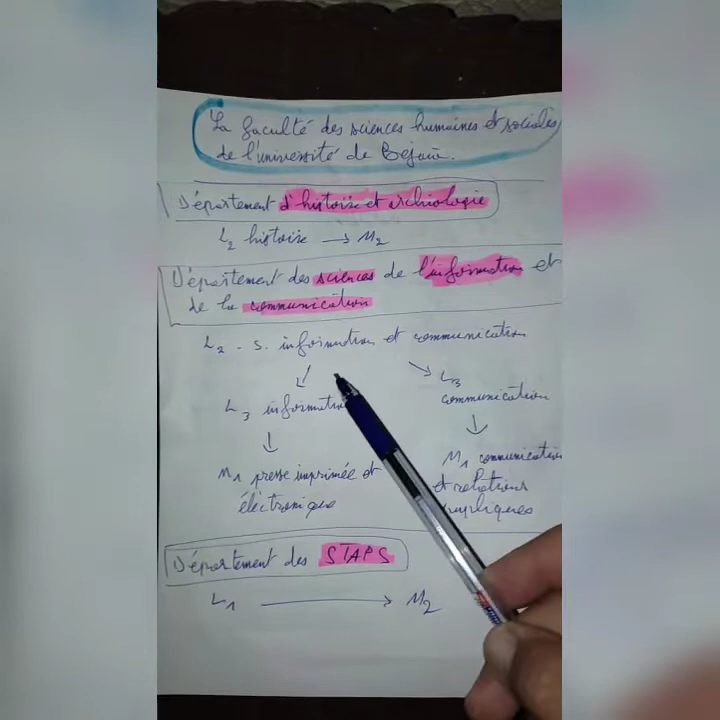 La faculté des sciences humaines et sociales
de l'université de Bejaia.
Département d'histoire et archiologie
L2 histoire → M2
Département des sciences de l'information et
de la communication
L2 - S. information et communication
L3 information
L3
communication
M1 presse imprimée et
électronique
M1 communication
et relations
publiques
Département des STAPS
L1 → M2